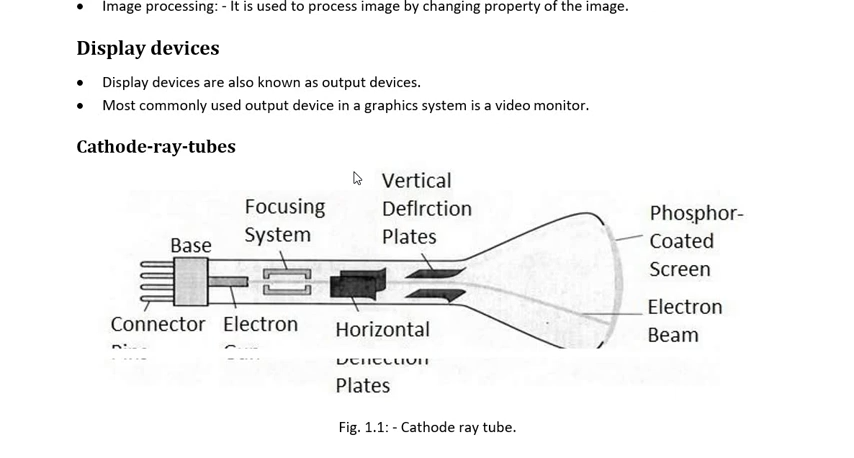 • Image processing: - It is used to process image by changing property of the image.
Display devices
• Display devices are also known as output devices.
• Most commonly used output device in a graphics system is a video monitor.
Cathode-ray-tubes
Vertical
Deflrction
Plates
Focusing
System
Base
Phosphor-
Coated
Screen
Electron
Beam
Connector
Electron
Horizontal
Deflection
Plates
Fig. 1.1: - Cathode ray tube.